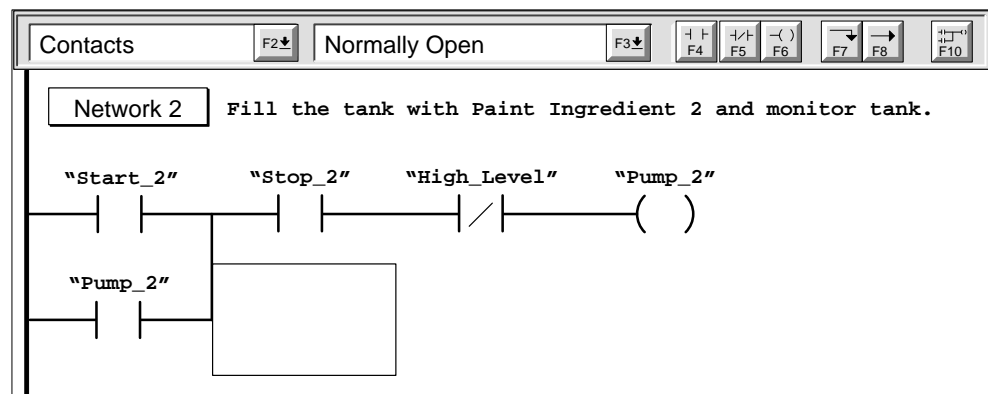 Contacts F2 Normally Open F3 F4 F5 F6 F7 F8 F10
Network 2 Fill the tank with Paint Ingredient 2 and monitor tank.
“Start_2” “Stop_2” “High_Level” “Pump_2”
“Pump_2”